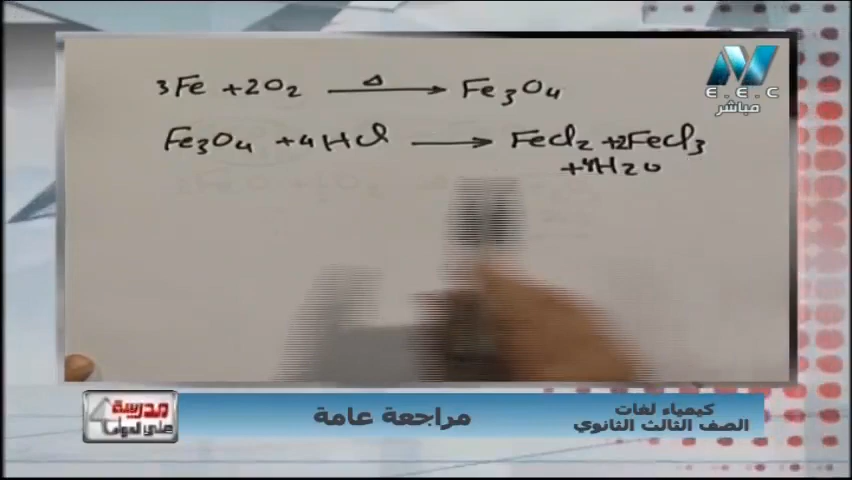 3Fe + 2O2 —Δ→ Fe3O4
Fe3O4 + 4HCl ⟶ FeCl2 + 2FeCl3
+ 4H2O
E.E.C
مباشر
مدرسة
على الهواء
مراجعة عامة
كيمياء لغات
الصف الثالث الثانوي